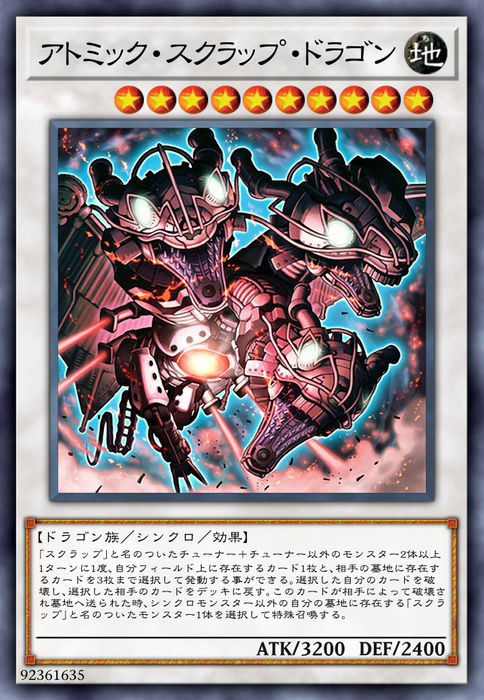 アトミック・スクラップ・ドラゴン
ち
地
【ドラゴン族／シンクロ／効果】
「スクラップ」と名のついたチューナー＋チューナー以外のモンスター2体以上
1ターンに1度、自分フィールド上に存在するカード1枚と、相手の墓地に存在す
るカードを3枚まで選択して発動する事ができる。選択した自分のカードを破
壊し、選択した相手のカードをデッキに戻す。このカードが相手によって破壊さ
れ墓地へ送られた時、シンクロモンスター以外の自分の墓地に存在する「スクラ
ップ」と名のついたモンスター1体を選択して特殊召喚する。
ATK/3200 DEF/2400
92361635